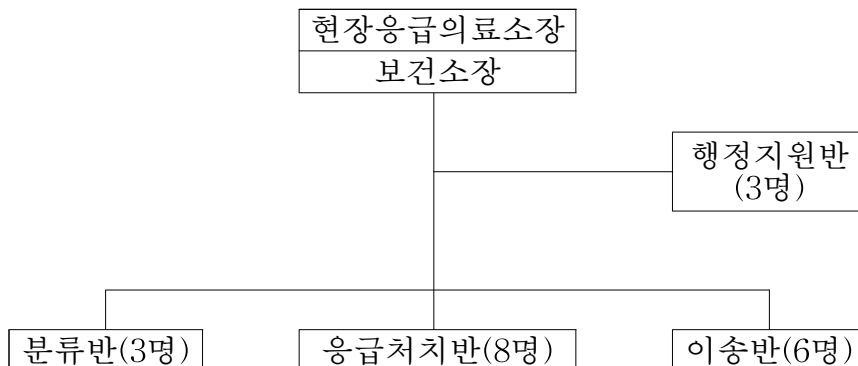 현장응급의료소장
보건소장
행정지원반
(3명)
분류반(3명)
응급처치반(8명)
이송반(6명)